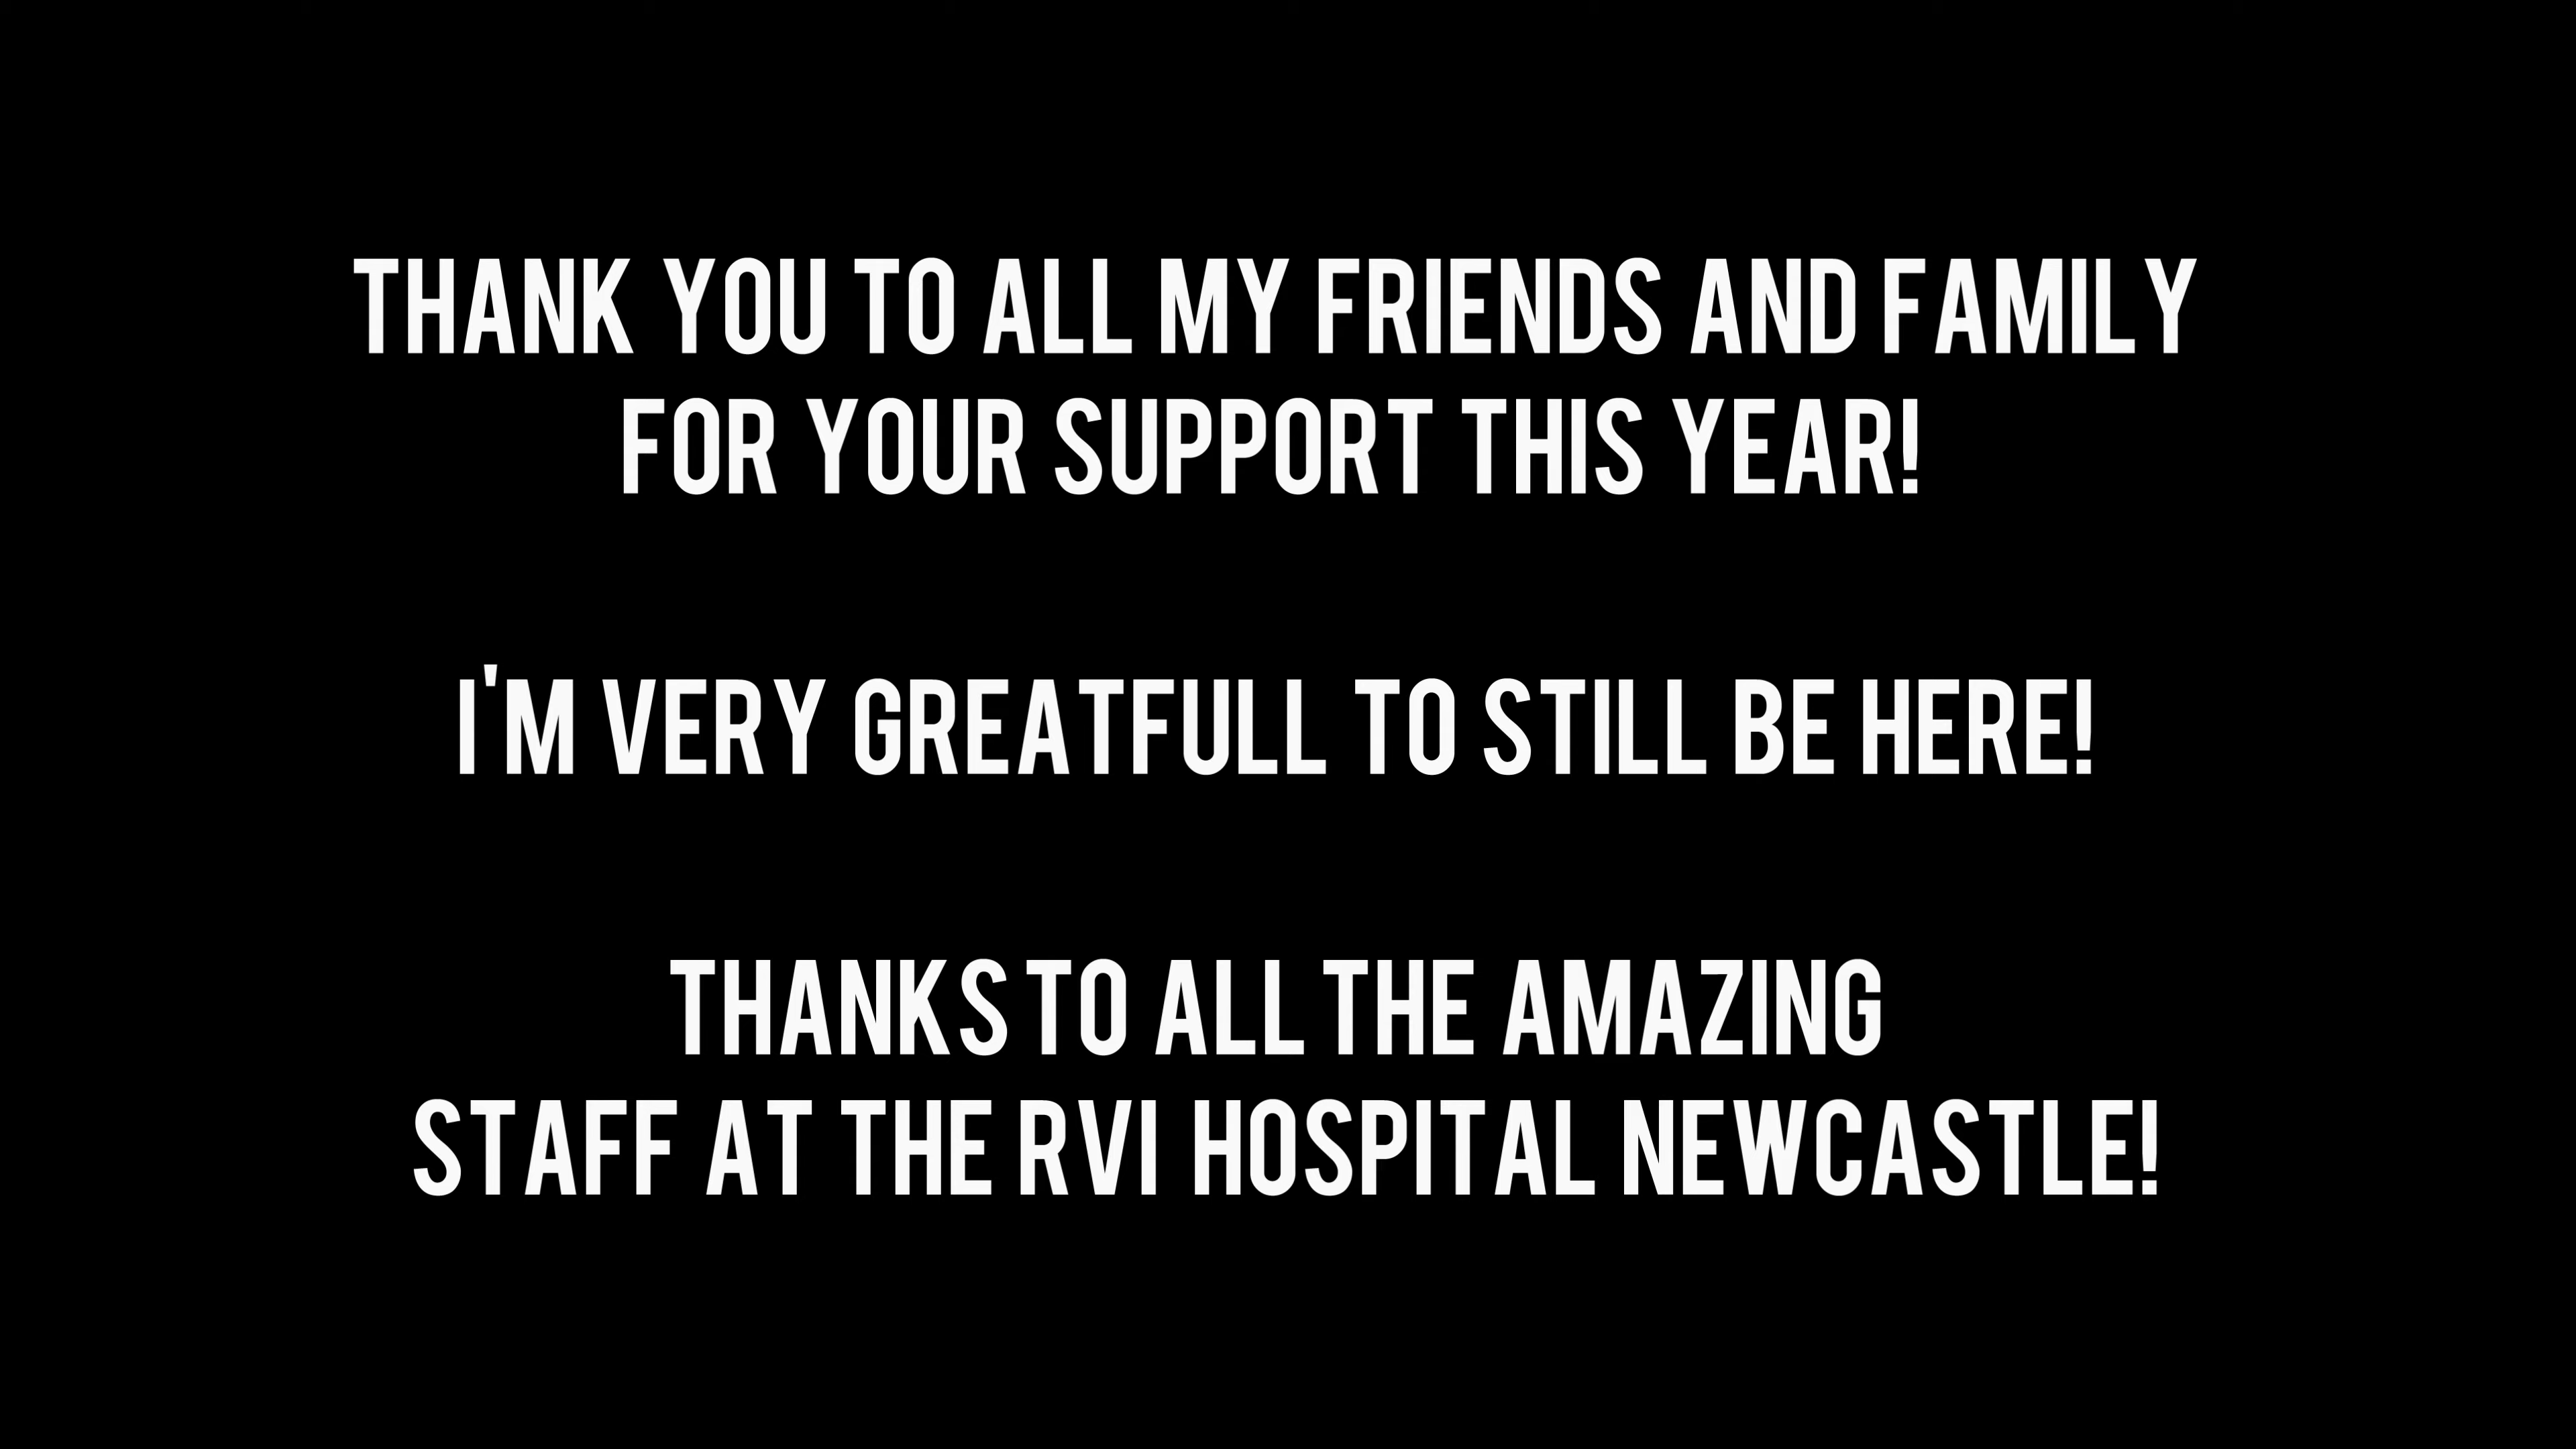 THANK YOU TO ALL MY FRIENDS AND FAMILY
FOR YOUR SUPPORT THIS YEAR!
I'M VERY GREATFULL TO STILL BE HERE!
THANKS TO ALL THE AMAZING
STAFF AT THE RVI HOSPITAL NEWCASTLE!